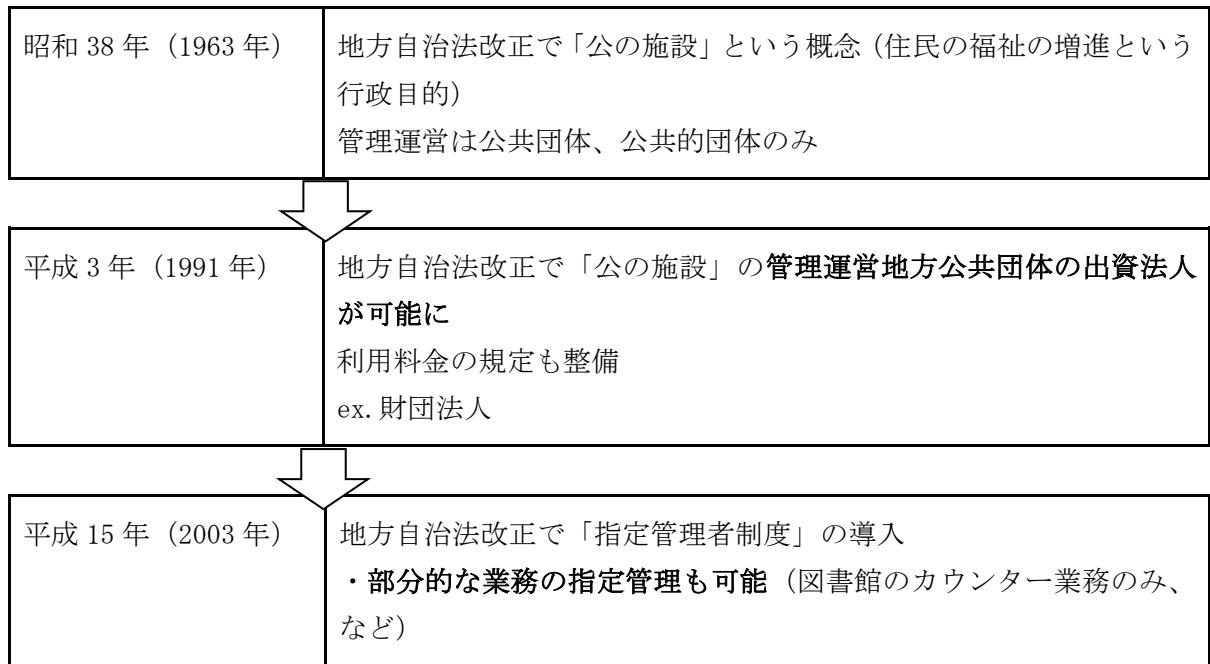 昭和 38 年（1963 年）
地方自治法改正で「公の施設」という概念（住民の福祉の増進という
行政目的）
管理運営は公共団体、公共的団体のみ
平成 3 年（1991 年）
地方自治法改正で「公の施設」の管理運営地方公共団体の出資法人
が可能に
利用料金の規定も整備
ex.財団法人
平成 15 年（2003 年）
地方自治法改正で「指定管理者制度」の導入
・部分的な業務の指定管理も可能（図書館のカウンター業務のみ、
など）